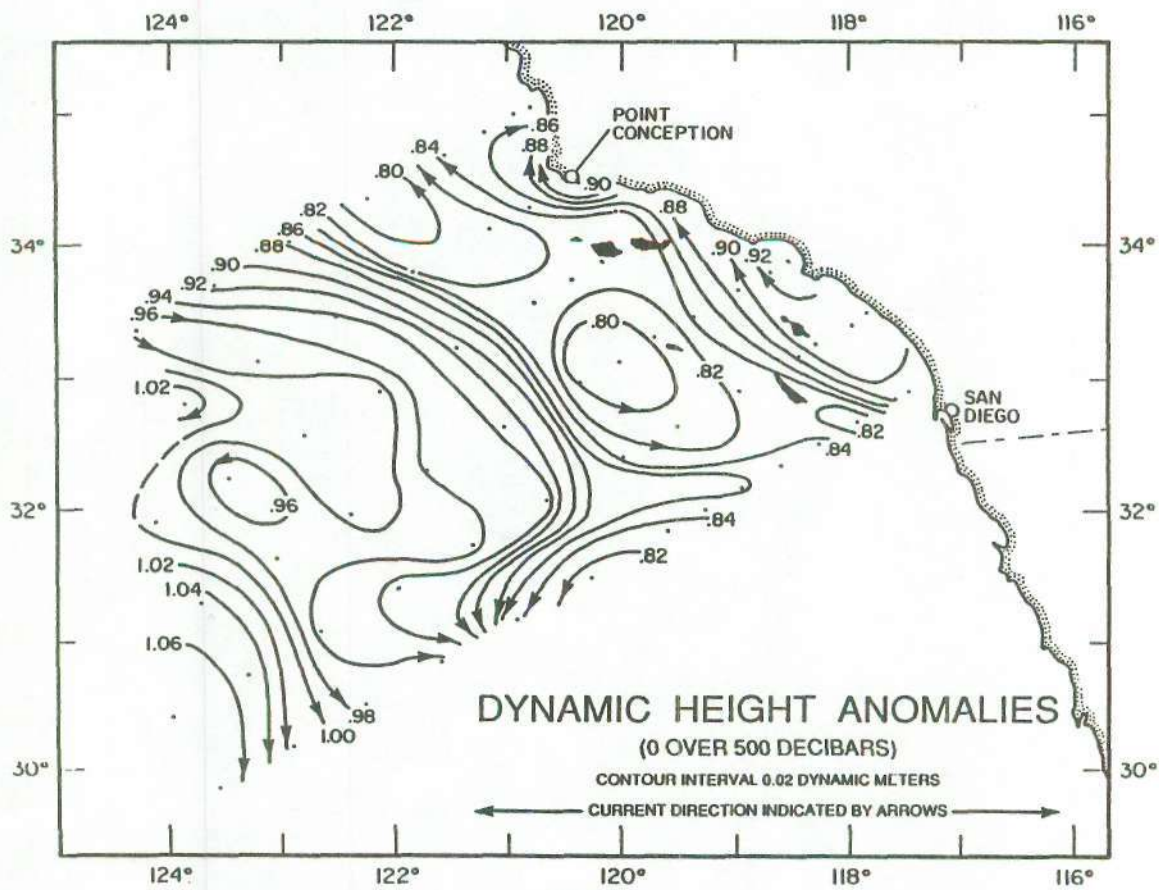 124° 122° 120° 118° 116°
POINT
CONCEPTION
.86
.88
.84
.90
.80
.88
.82
34° .86 34°
.88 .90 .92
.90
.92
.94
.96
.80
1.02
.82
SAN
DIEGO
.82
.84
.96
32° 32°
.84
.82
1.02
1.04
1.06
.98
1.00
DYNAMIC HEIGHT ANOMALIES
(0 OVER 500 DECIBARS)
30° 30°
CONTOUR INTERVAL 0.02 DYNAMIC METERS
CURRENT DIRECTION INDICATED BY ARROWS
124° 122° 120° 118° 116°